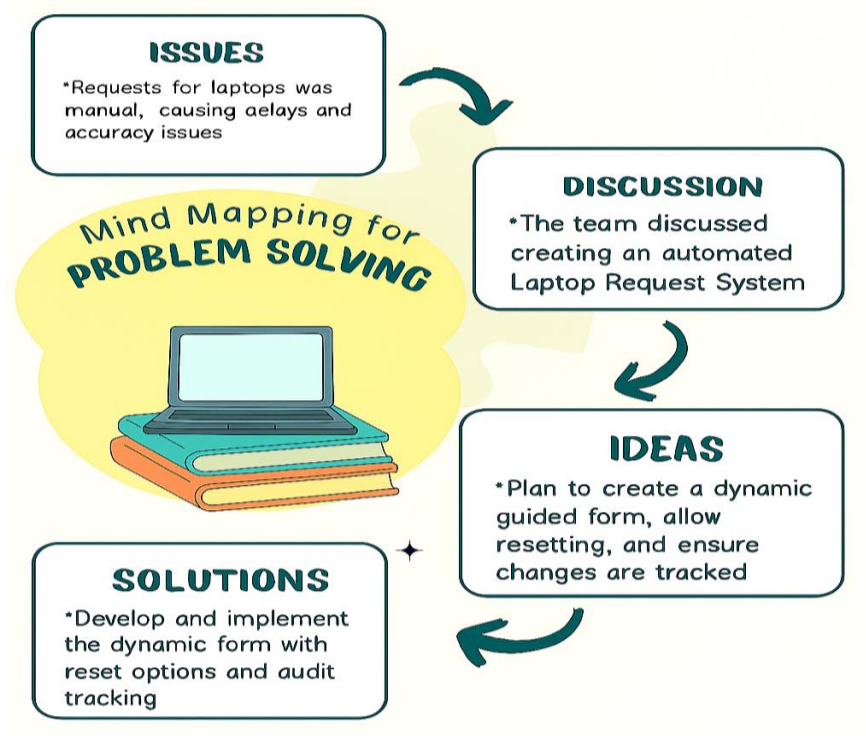 ISSUES
*Requests for laptops was
manual, causing aelays and
accuracy issues
DISCUSSION
*The team discussed
creating an automated
Laptop Request System
Mind Mapping for
PROBLEM SOLVING
IDEAS
*Plan to create a dynamic
guided form, allow
resetting, and ensure
changes are tracked
SOLUTIONS
*Develop and implement
the dynamic form with
reset options and audit
tracking